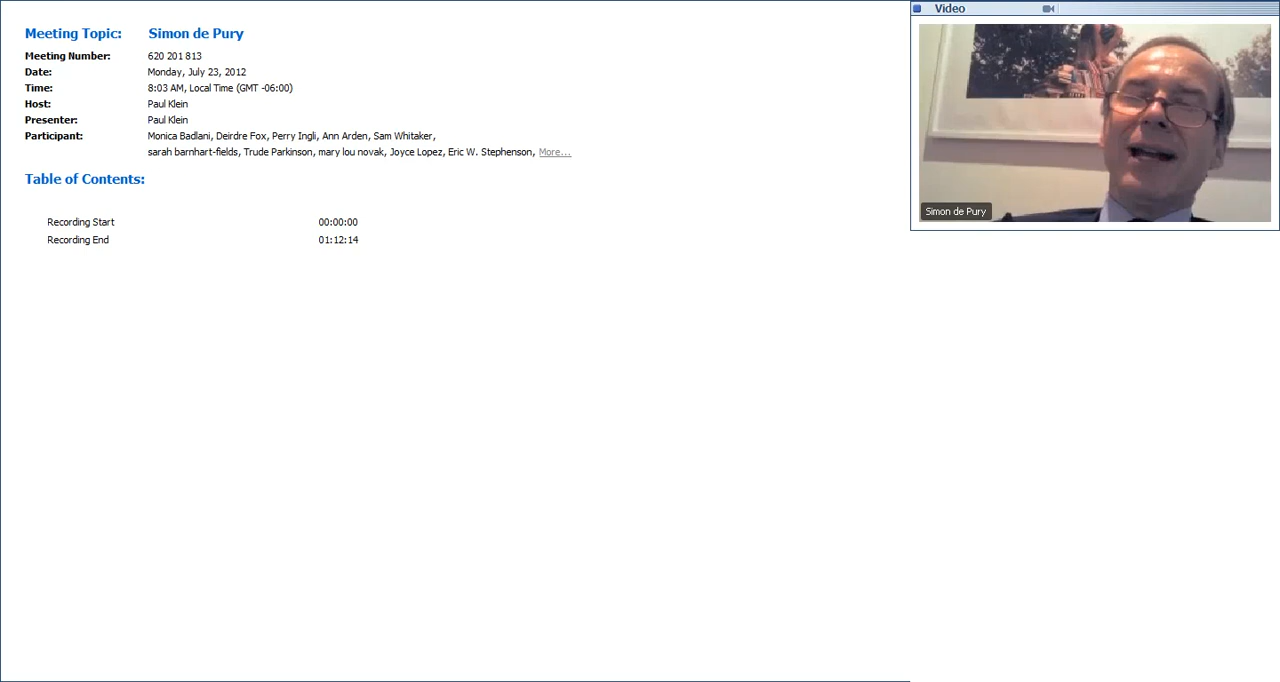 Meeting Topic: Simon de Pury
Meeting Number: 620 201 813
Date: Monday, July 23, 2012
Time: 8:03 AM, Local Time (GMT -06:00)
Host: Paul Klein
Presenter: Paul Klein
Participant: Monica Badlani, Deirdre Fox, Perry Ingli, Ann Arden, Sam Whitaker,
sarah barnhart-fields, Trude Parkinson, mary lou novak, Joyce Lopez, Eric W. Stephenson, More...
Table of Contents:
Recording Start 00:00:00
Recording End 01:12:14
Video
Simon de Pury